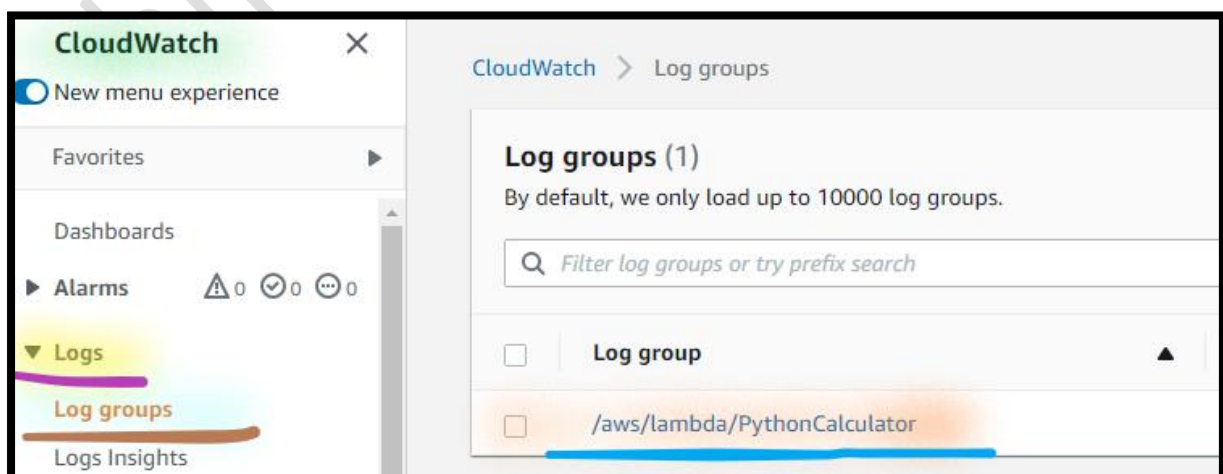 CloudWatch
New menu experience
Favorites
Dashboards
Alarms 0 0 0
Logs
Log groups
Logs Insights
CloudWatch > Log groups
Log groups (1)
By default, we only load up to 10000 log groups.
Filter log groups or try prefix search
Log group
/aws/lambda/PythonCalculator